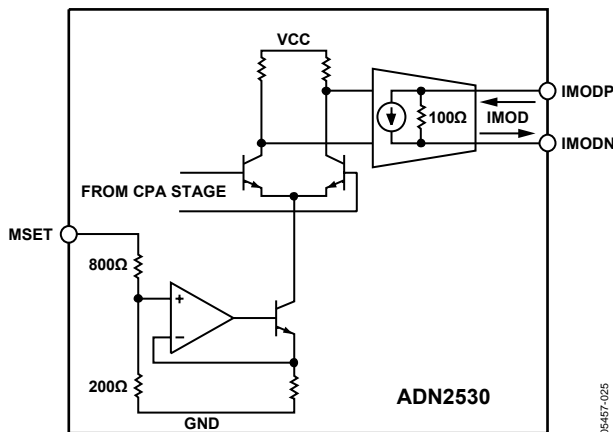 VCC
IMODP
100Ω
IMOD
IMODN
FROM CPA STAGE
MSET
800Ω
+
–
200Ω
GND
ADN2530
05457-025